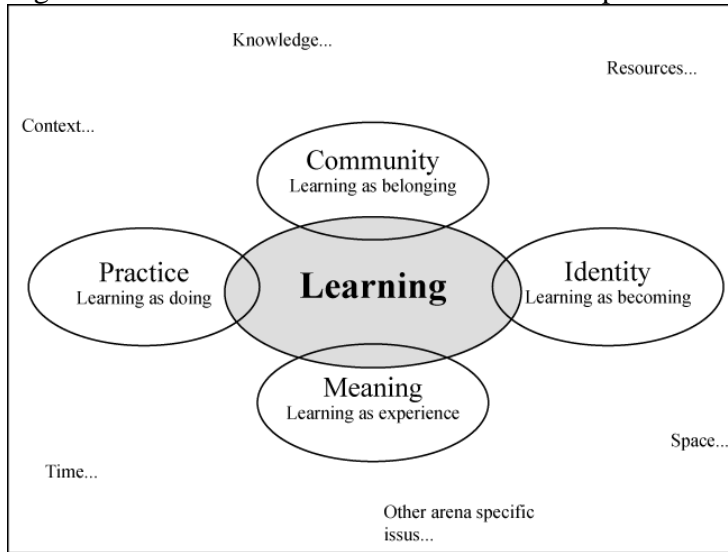 Knowledge...
Resources...
Context...
Community
Learning as belonging
Practice
Learning as doing
Learning
Identity
Learning as becoming
Meaning
Learning as experience
Space...
Time...
Other arena specific
issus...